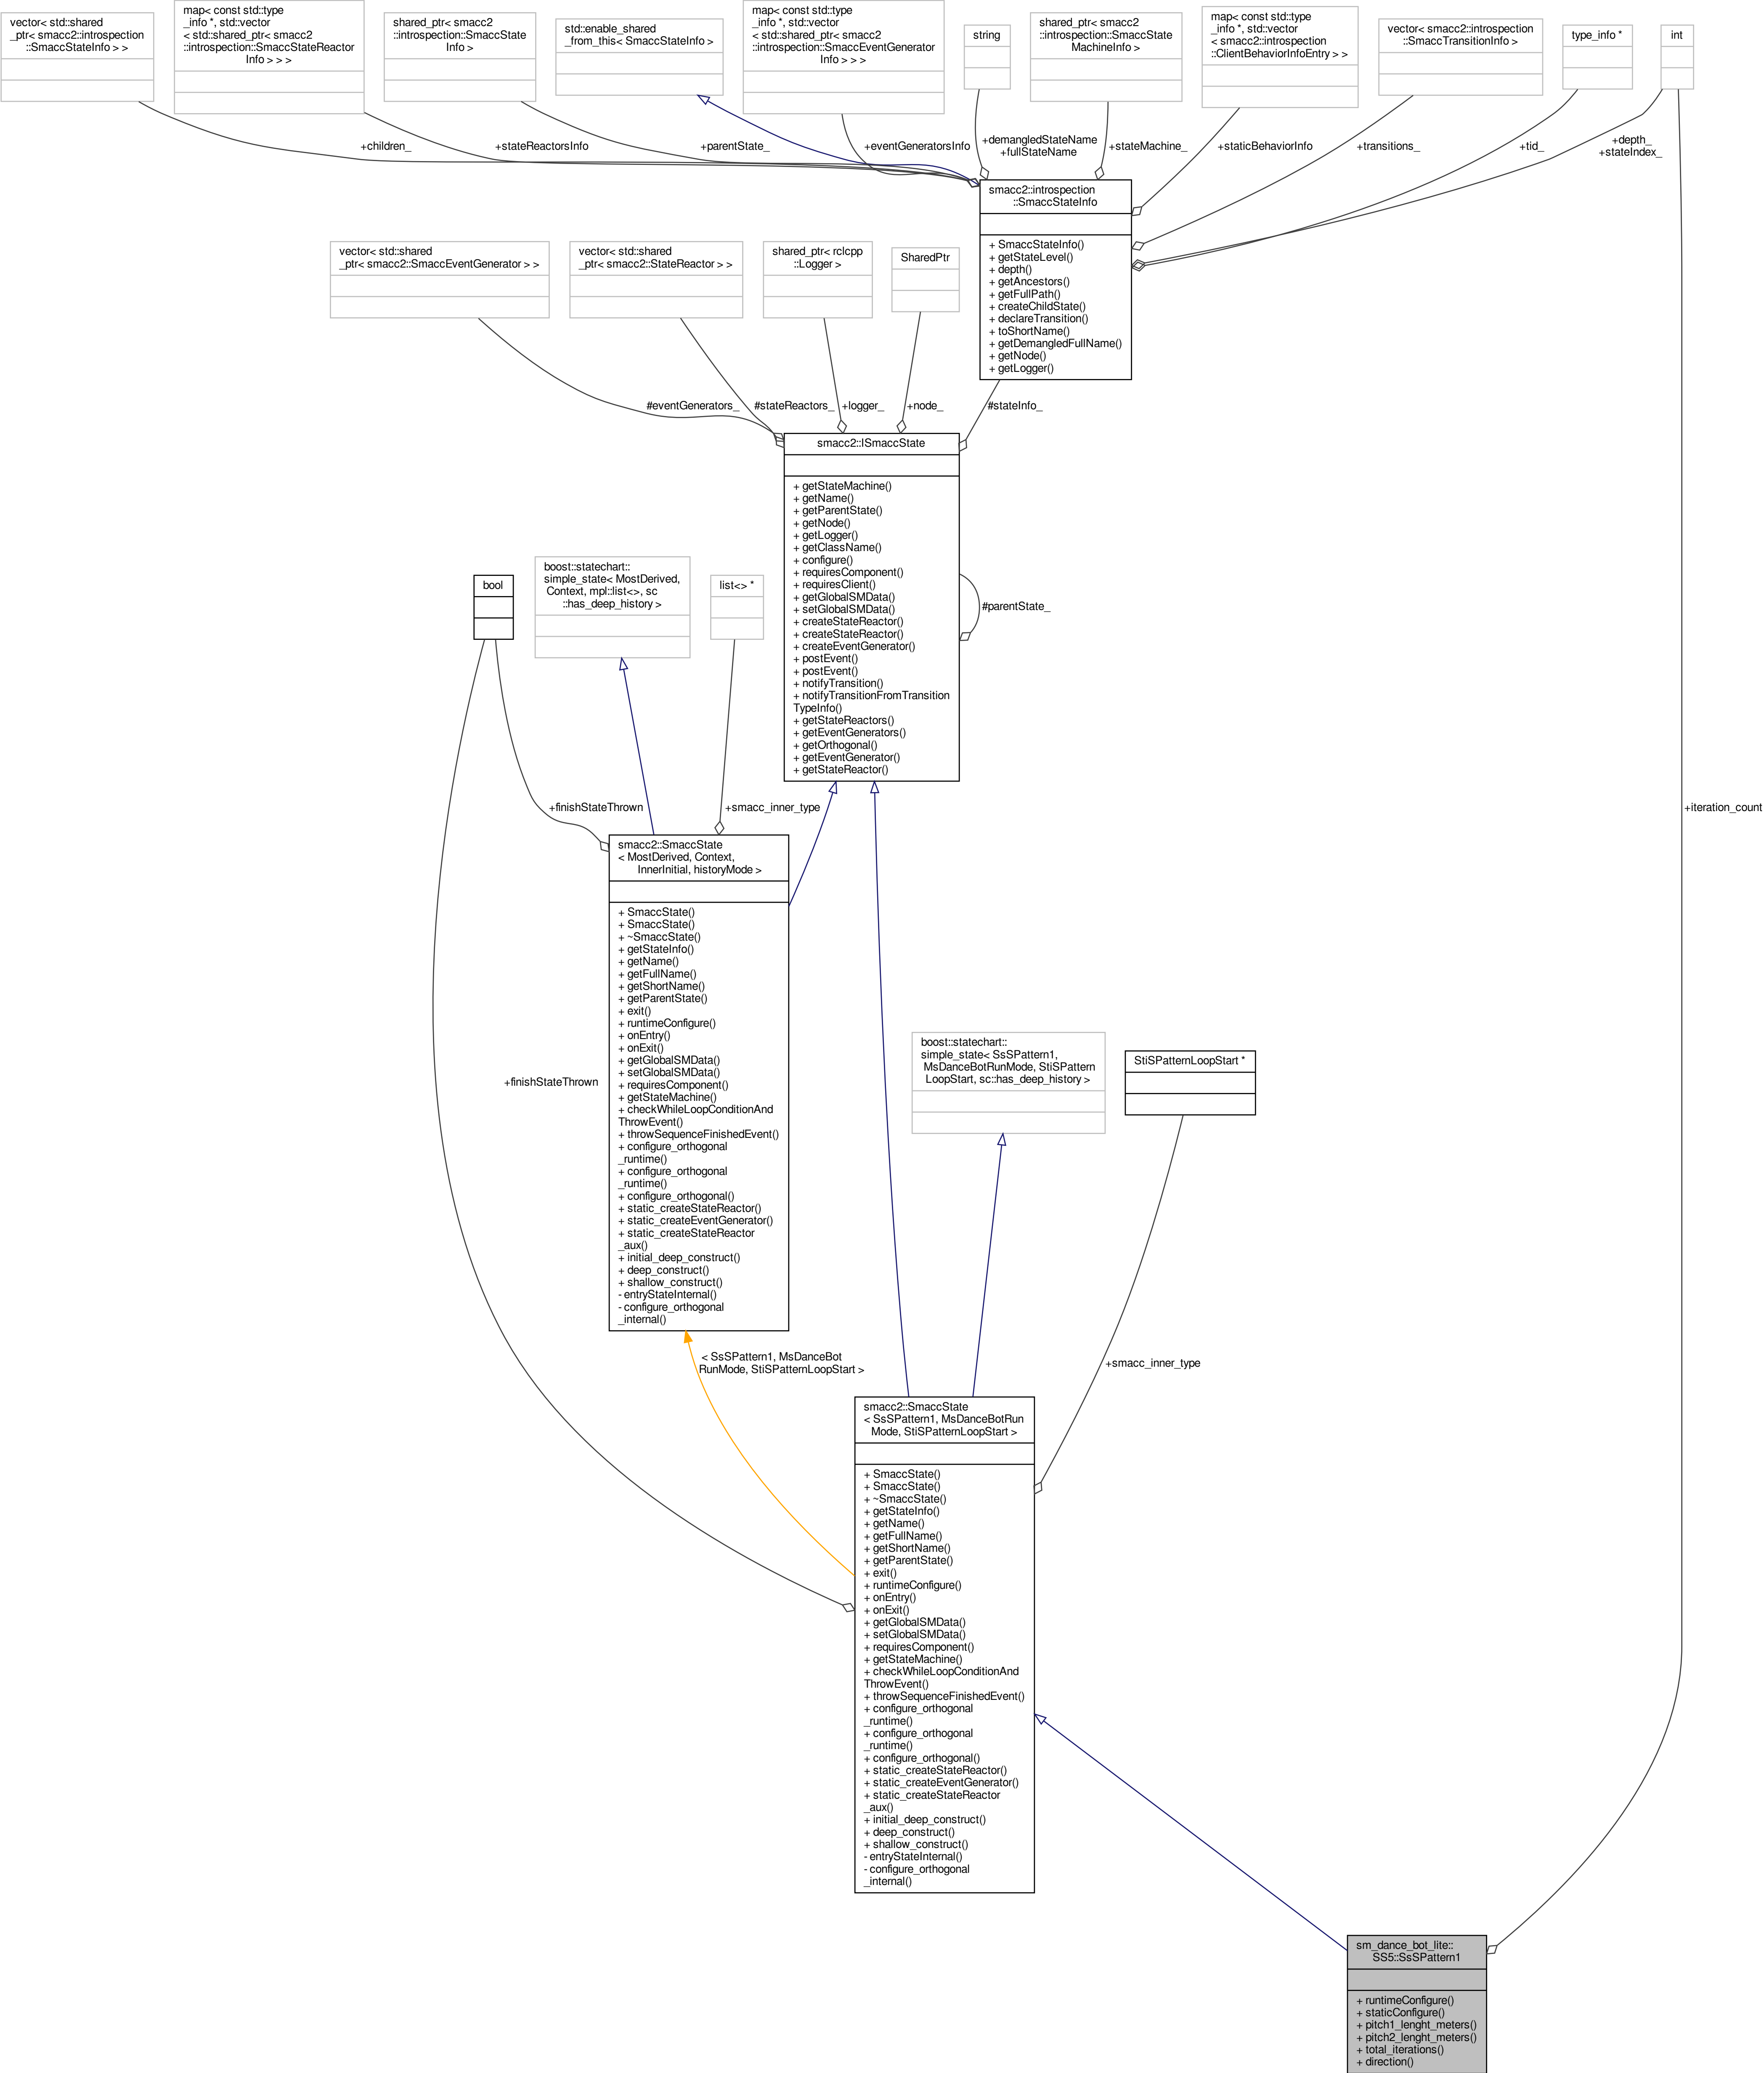 vector< std::shared
_ptr< smacc2::introspection
::SmaccStateInfo > >
map< const std::type
_info *, std::vector
< std::shared_ptr< smacc2
::introspection::SmaccStateReactor
Info > > >
shared_ptr< smacc2
::introspection::SmaccState
Info >
std::enable_shared
_from_this< SmaccStateInfo >
map< const std::type
_info *, std::vector
< std::shared_ptr< smacc2
::introspection::SmaccEventGenerator
Info > > >
string
shared_ptr< smacc2
::introspection::SmaccState
MachineInfo >
map< const std::type
_info *, std::vector
< smacc2::introspection
::ClientBehaviorInfoEntry > >
vector< smacc2::introspection
::SmaccTransitionInfo >
type_info *
int
+children_
+stateReactorsInfo
+parentState_
+eventGeneratorsInfo
+demangledStateName
+fullStateName
+stateMachine_
+staticBehaviorInfo
+transitions_
+tid_
+depth_
+stateIndex_
smacc2::introspection
::SmaccStateInfo
+ SmaccStateInfo()
+ getStateLevel()
+ depth()
+ getAncestors()
+ getFullPath()
+ createChildState()
+ declareTransition()
+ toShortName()
+ getDemangledFullName()
+ getNode()
+ getLogger()
vector< std::shared
_ptr< smacc2::SmaccEventGenerator > >
vector< std::shared
_ptr< smacc2::StateReactor > >
shared_ptr< rclcpp
::Logger >
SharedPtr
#eventGenerators_
#stateReactors_
+logger_
+node_
#stateInfo_
smacc2::ISmaccState
+ getStateMachine()
+ getName()
+ getParentState()
+ getNode()
+ getLogger()
+ getClassName()
+ configure()
+ requiresComponent()
+ requiresClient()
+ getGlobalSMData()
+ setGlobalSMData()
+ createStateReactor()
+ createStateReactor()
+ createEventGenerator()
+ postEvent()
+ postEvent()
+ notifyTransition()
+ notifyTransitionFromTransition
TypeInfo()
+ getStateReactors()
+ getEventGenerators()
+ getOrthogonal()
+ getEventGenerator()
+ getStateReactor()
#parentState_
bool
boost::statechart::
simple_state< MostDerived,
Context, mpl::list<>, sc
::has_deep_history >
list<> *
+finishStateThrown
+smacc_inner_type
+iteration_count
smacc2::SmaccState
< MostDerived, Context,
InnerInitial, historyMode >
+ SmaccState()
+ SmaccState()
+ ~SmaccState()
+ getStateInfo()
+ getName()
+ getFullName()
+ getShortName()
+ getParentState()
+ exit()
+ runtimeConfigure()
+ onEntry()
+ onExit()
+ getGlobalSMData()
+ setGlobalSMData()
+ requiresComponent()
+ getStateMachine()
+ checkWhileLoopConditionAnd
ThrowEvent()
+ throwSequenceFinishedEvent()
+ configure_orthogonal
_runtime()
+ configure_orthogonal
_runtime()
+ configure_orthogonal()
+ static_createStateReactor()
+ static_createEventGenerator()
+ static_createStateReactor
_aux()
+ initial_deep_construct()
+ deep_construct()
+ shallow_construct()
- entryStateInternal()
- configure_orthogonal
_internal()
+finishStateThrown
boost::statechart::
simple_state< SsSPattern1,
MsDanceBotRunMode, StiSPattern
LoopStart, sc::has_deep_history >
StiSPatternLoopStart *
< SsSPattern1, MsDanceBot
RunMode, StiSPatternLoopStart >
+smacc_inner_type
smacc2::SmaccState
< SsSPattern1, MsDanceBotRun
Mode, StiSPatternLoopStart >
+ SmaccState()
+ SmaccState()
+ ~SmaccState()
+ getStateInfo()
+ getName()
+ getFullName()
+ getShortName()
+ getParentState()
+ exit()
+ runtimeConfigure()
+ onEntry()
+ onExit()
+ getGlobalSMData()
+ setGlobalSMData()
+ requiresComponent()
+ getStateMachine()
+ checkWhileLoopConditionAnd
ThrowEvent()
+ throwSequenceFinishedEvent()
+ configure_orthogonal
_runtime()
+ configure_orthogonal
_runtime()
+ configure_orthogonal()
+ static_createStateReactor()
+ static_createEventGenerator()
+ static_createStateReactor
_aux()
+ initial_deep_construct()
+ deep_construct()
+ shallow_construct()
- entryStateInternal()
- configure_orthogonal
_internal()
sm_dance_bot_lite::
SS5::SsSPattern1
+ runtimeConfigure()
+ staticConfigure()
+ pitch1_lenght_meters()
+ pitch2_lenght_meters()
+ total_iterations()
+ direction()